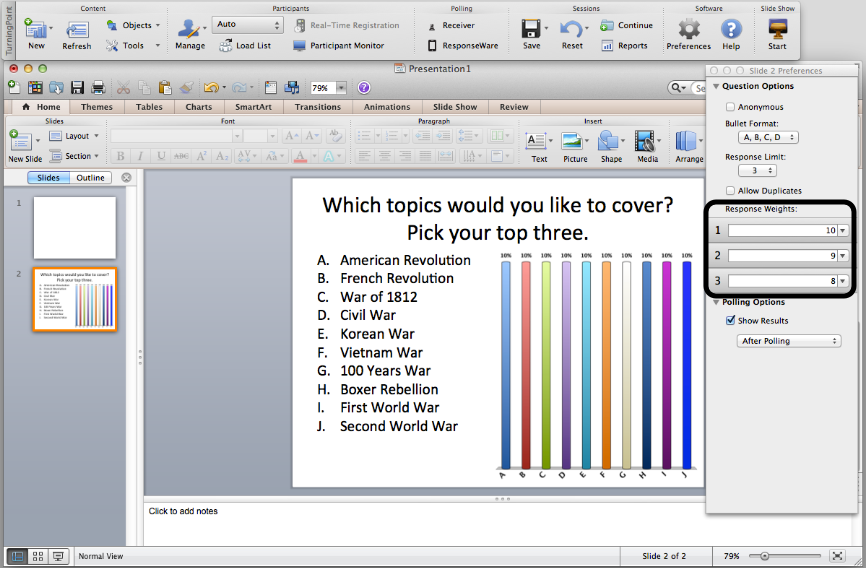 TurningPoint
Content Participants Polling Sessions Software Slide Show
New Refresh Objects Tools
Manage Auto Load List Real-Time Registration Participant Monitor
Receiver ResponseWare
Save Reset Continue Reports
Preferences Help Start
Presentation1
79%
Home Themes Tables Charts SmartArt Transitions Animations Slide Show Review
Slides Font Paragraph Insert
New Slide Layout Section
B I U ABC A² A₂ AV Aa A A
Text Picture Shape Media Arrange
Slides Outline
1
2
Which topics would you like to cover?
Pick your top three.
A. American Revolution
B. French Revolution
C. War of 1812
D. Civil War
E. Korean War
F. Vietnam War
G. 100 Years War
H. Boxer Rebellion
I. First World War
J. Second World War
10% 10% 10% 10% 10% 10% 10% 10% 10% 10%
A B C D E F G H I J
Slide 2 Preferences
Question Options
Anonymous
Bullet Format:
A, B, C, D
Response Limit:
3
Allow Duplicates
Response Weights:
1 10
2 9
3 8
Polling Options
Show Results
After Polling
Click to add notes
Normal View Slide 2 of 2 79%